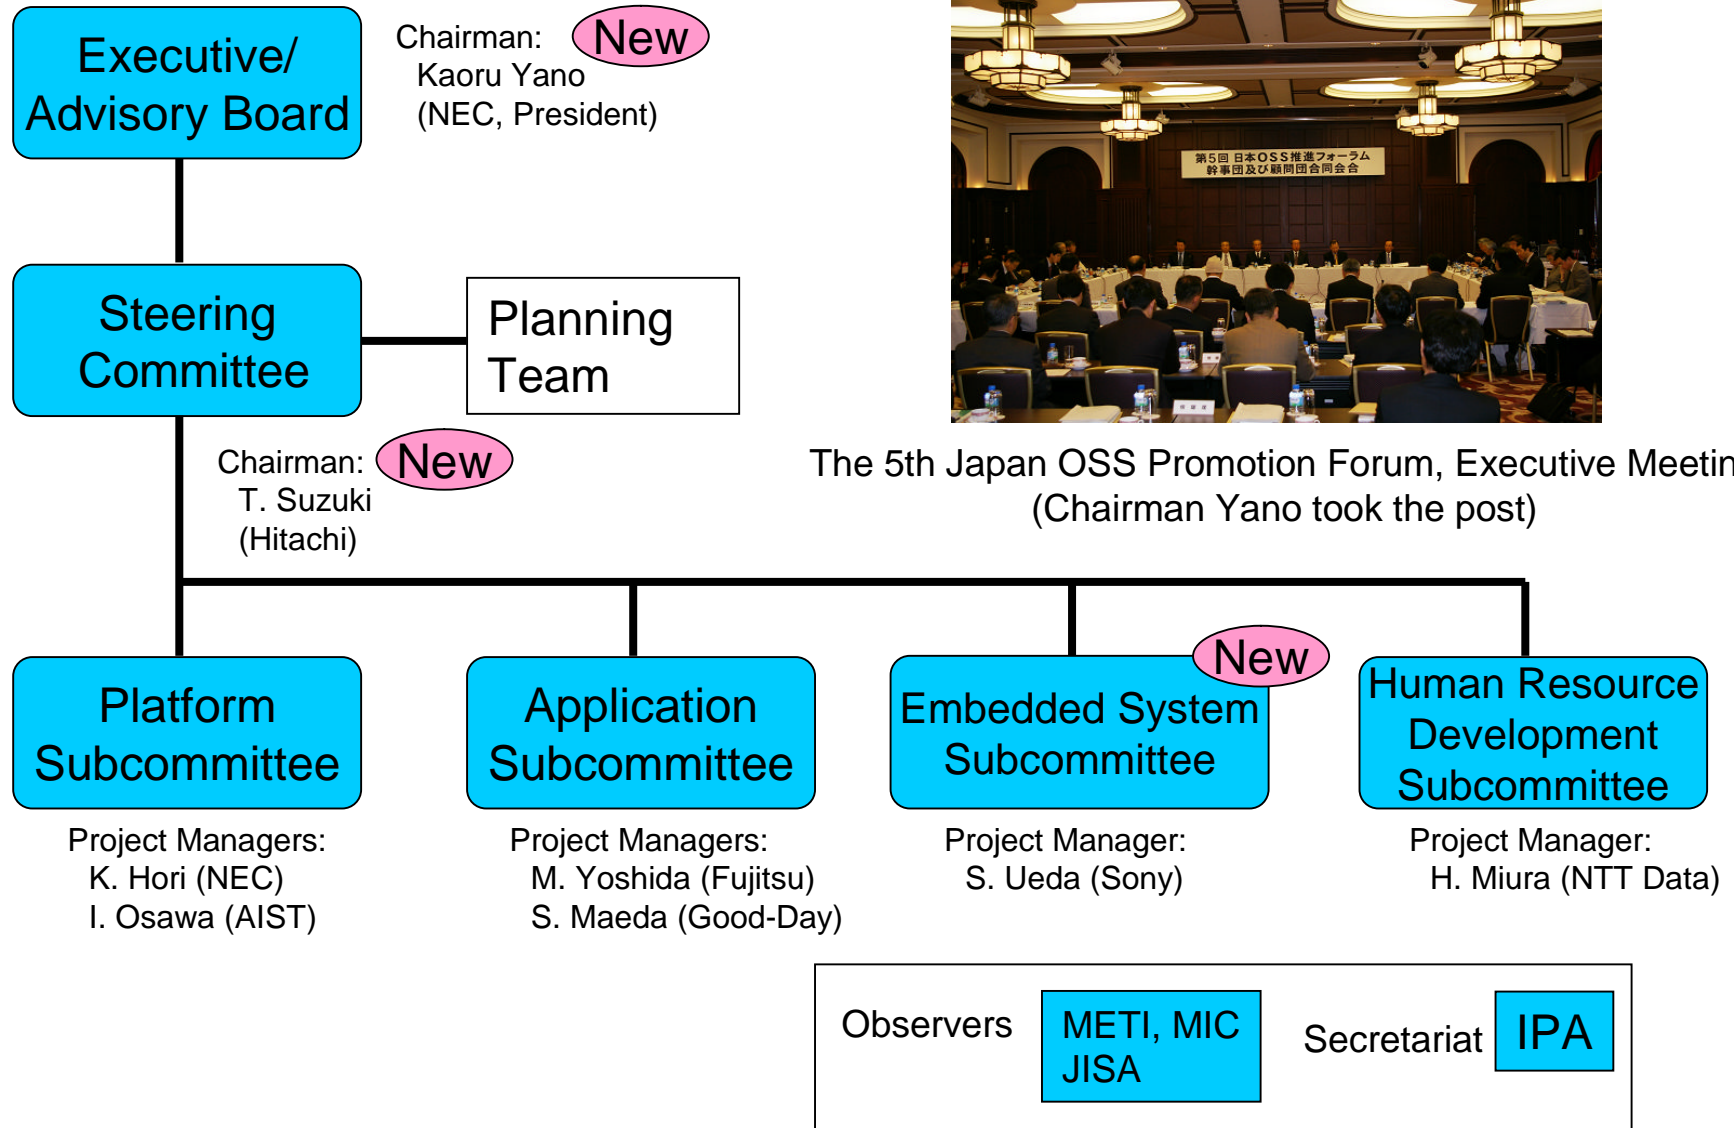 Executive/
Advisory Board
Chairman: New
Kaoru Yano
(NEC, President)
第5回 日本OSS推進フォーラム
幹事団及び顧問団合同会合
The 5th Japan OSS Promotion Forum, Executive Meetin
(Chairman Yano took the post)
Steering
Committee
Planning
Team
Chairman: New
T. Suzuki
(Hitachi)
Platform
Subcommittee
Project Managers:
K. Hori (NEC)
I. Osawa (AIST)
Application
Subcommittee
Project Managers:
M. Yoshida (Fujitsu)
S. Maeda (Good-Day)
New
Embedded System
Subcommittee
Project Manager:
S. Ueda (Sony)
Human Resource
Development
Subcommittee
Project Manager:
H. Miura (NTT Data)
Observers
METI, MIC
JISA
Secretariat
IPA